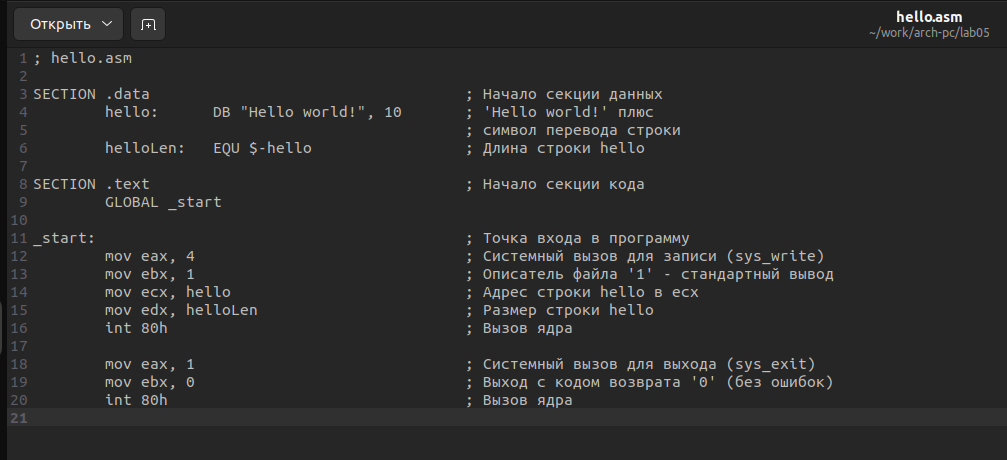 Открыть
hello.asm
~/work/arch-pc/lab05
1 ; hello.asm
2
3 SECTION .data ; Начало секции данных
4 hello: DB "Hello world!", 10 ; 'Hello world!' плюс
5 ; символ перевода строки
6 helloLen: EQU $-hello ; Длина строки hello
7
8 SECTION .text ; Начало секции кода
9 GLOBAL _start
10
11 _start: ; Точка входа в программу
12 mov eax, 4 ; Системный вызов для записи (sys_write)
13 mov ebx, 1 ; Описатель файла '1' - стандартный вывод
14 mov ecx, hello ; Адрес строки hello в ecx
15 mov edx, helloLen ; Размер строки hello
16 int 80h ; Вызов ядра
17
18 mov eax, 1 ; Системный вызов для выхода (sys_exit)
19 mov ebx, 0 ; Выход с кодом возврата '0' (без ошибок)
20 int 80h ; Вызов ядра
21